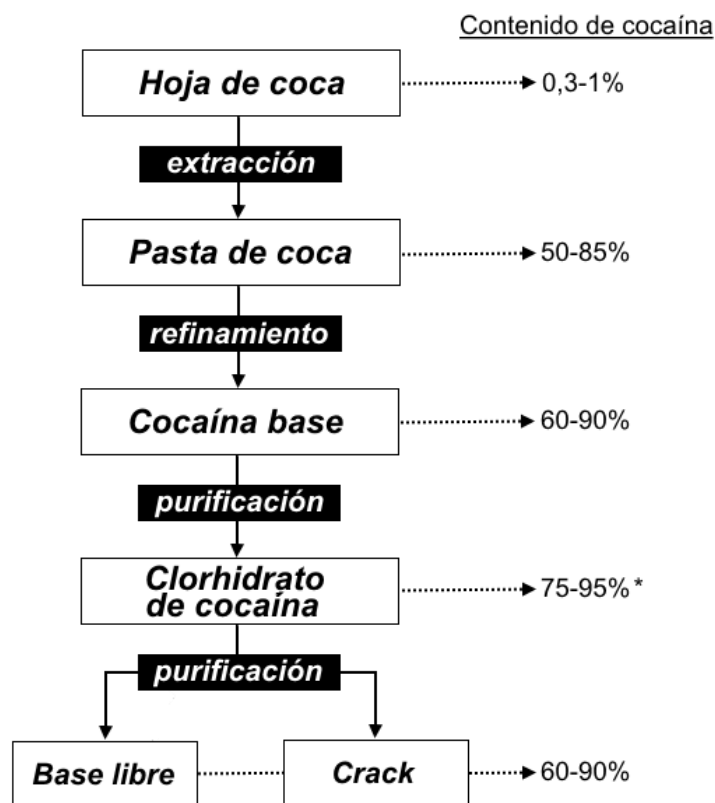 Contenido de cocaína
Hoja de coca
0,3-1%
extracción
Pasta de coca
50-85%
refinamiento
Cocaína base
60-90%
purificación
Clorhidrato
de cocaína
75-95% *
purificación
Base libre
Crack
60-90%